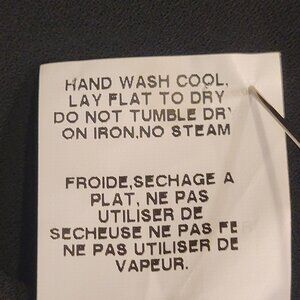 HAND WASH COOL,
LAY FLAT TO DRY
DO NOT TUMBLE DRY
ON IRON.NO STEAM
FROIDE,SECHAGE A
PLAT, NE PAS
UTILISER DE
SECHEUSE NE PAS FE
NE PAS UTILISER DE
VAPEUR.